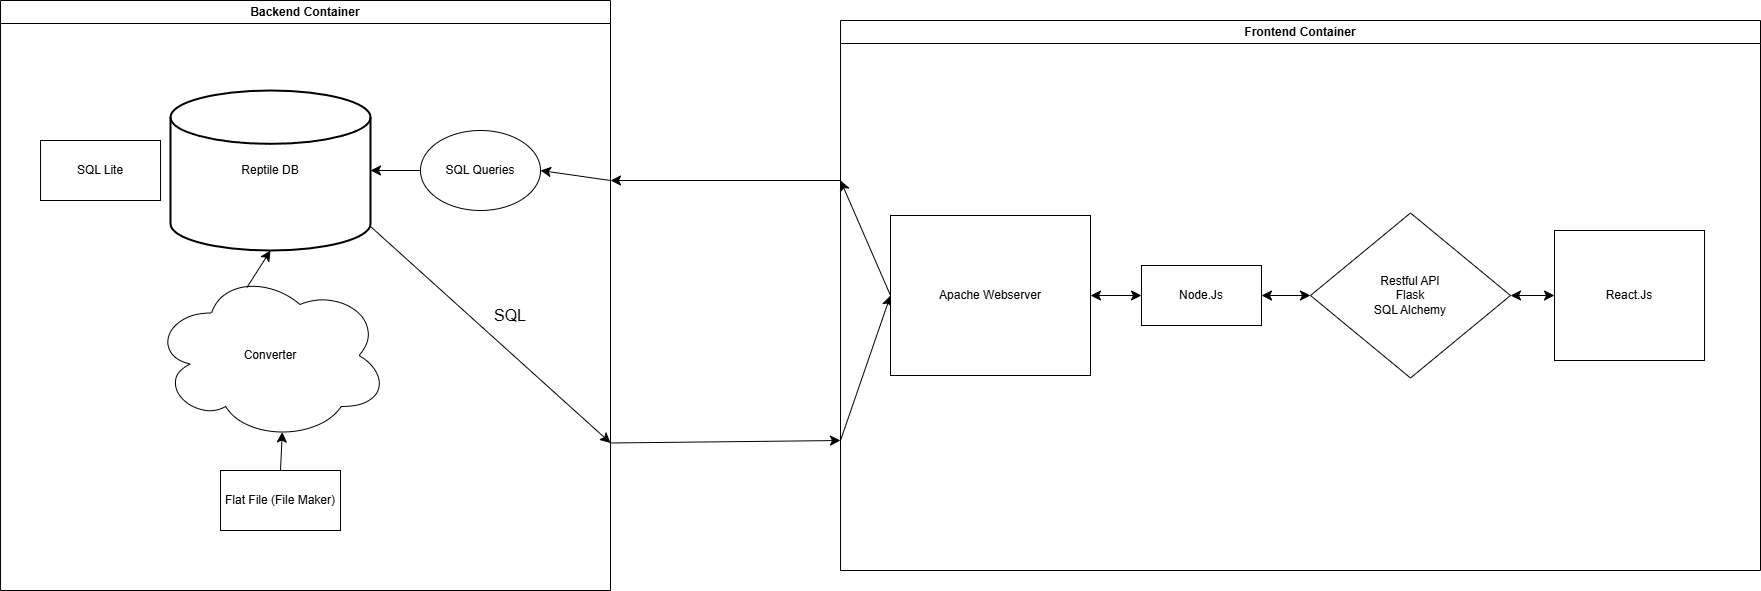 Backend Container
Frontend Container
SQL Lite
Reptile DB
SQL Queries
SQL
Converter
Flat File (File Maker)
Apache Webserver
Node.Js
Restful API
Flask
SQL Alchemy
React.Js